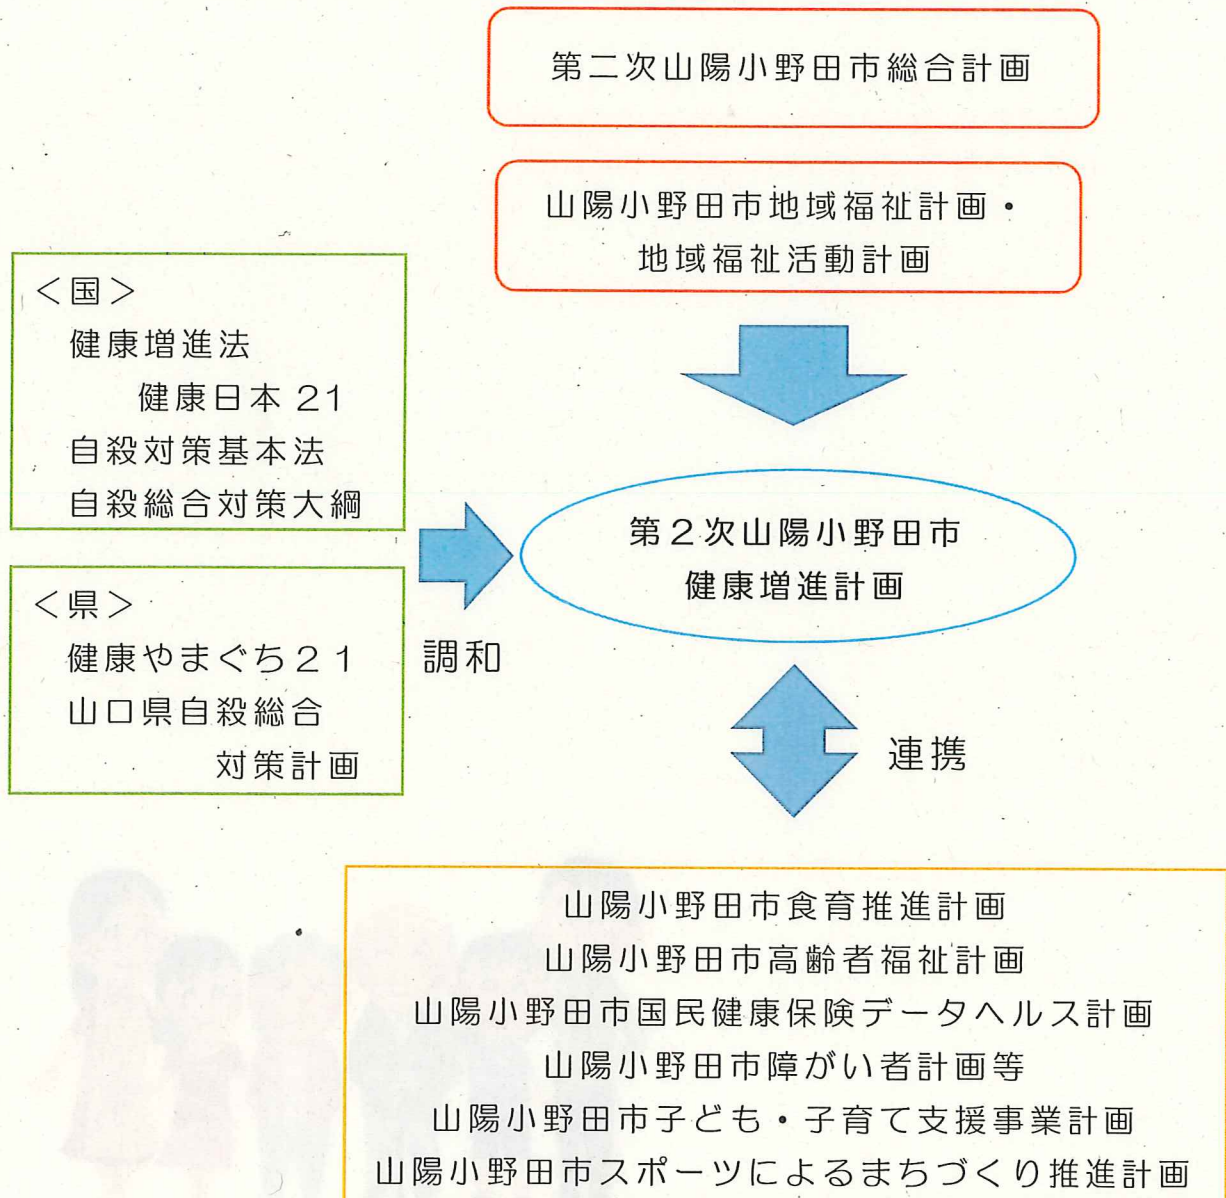 第二次山陽小野田市総合計画
山陽小野田市地域福祉計画・
地域福祉活動計画
＜国＞
健康増進法
健康日本 21
自殺対策基本法
自殺総合対策大綱
＜県＞
健康やまぐち２１
山口県自殺総合
対策計画
調和
第２次山陽小野田市
健康増進計画
連携
山陽小野田市食育推進計画
山陽小野田市高齢者福祉計画
山陽小野田市国民健康保険データヘルス計画
山陽小野田市障がい者計画等
山陽小野田市子ども・子育て支援事業計画
山陽小野田市スポーツによるまちづくり推進計画